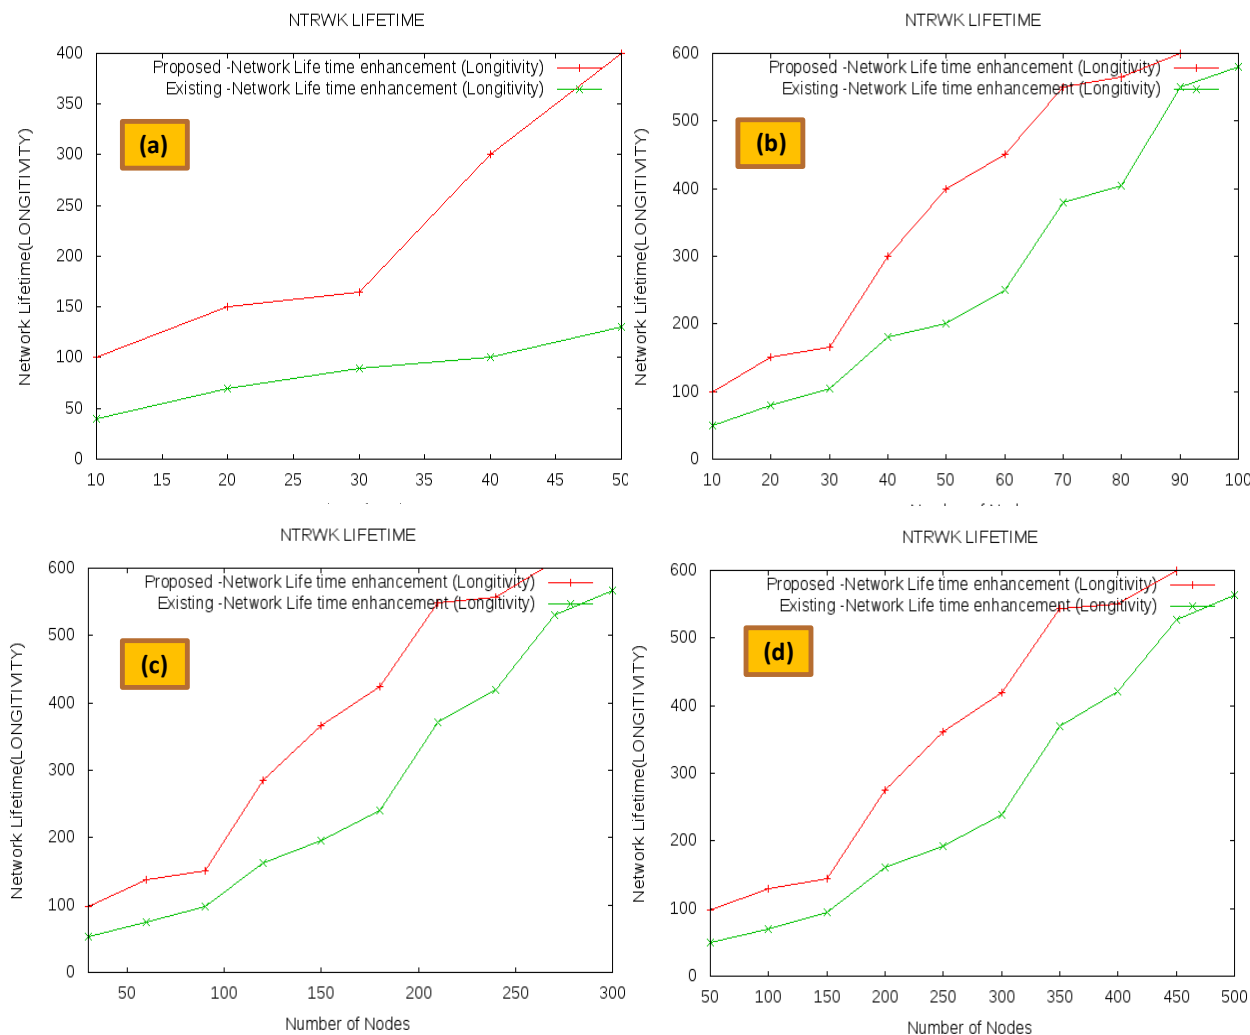 NTRWK LIFETIME
Proposed -Network Life time enhancement (Longitivity)
Existing -Network Life time enhancement (Longitivity)
(a)
Network Lifetime(LONGITIVITY)
400
350
300
250
200
150
100
50
0
10 15 20 25 30 35 40 45 50
NTRWK LIFETIME
Proposed -Network Life time enhancement (Longitivity)
Existing -Network Life time enhancement (Longitivity)
(b)
Network Lifetime(LONGITIVITY)
600
500
400
300
200
100
0
10 20 30 40 50 60 70 80 90 100
Number of Nod
NTRWK LIFETIME
Proposed -Network Life time enhancement (Longitivity)
Existing -Network Life time enhancement (Longitivity)
(c)
Network Lifetime(LONGITIVITY)
600
500
400
300
200
100
0
50 100 150 200 250 300
Number of Nodes
NTRWK LIFETIME
Proposed -Network Life time enhancement (Longitivity)
Existing -Network Life time enhancement (Longitivity)
(d)
Network Lifetime(LONGITIVITY)
600
500
400
300
200
100
0
50 100 150 200 250 300 350 400 450 500
Number of Nodes